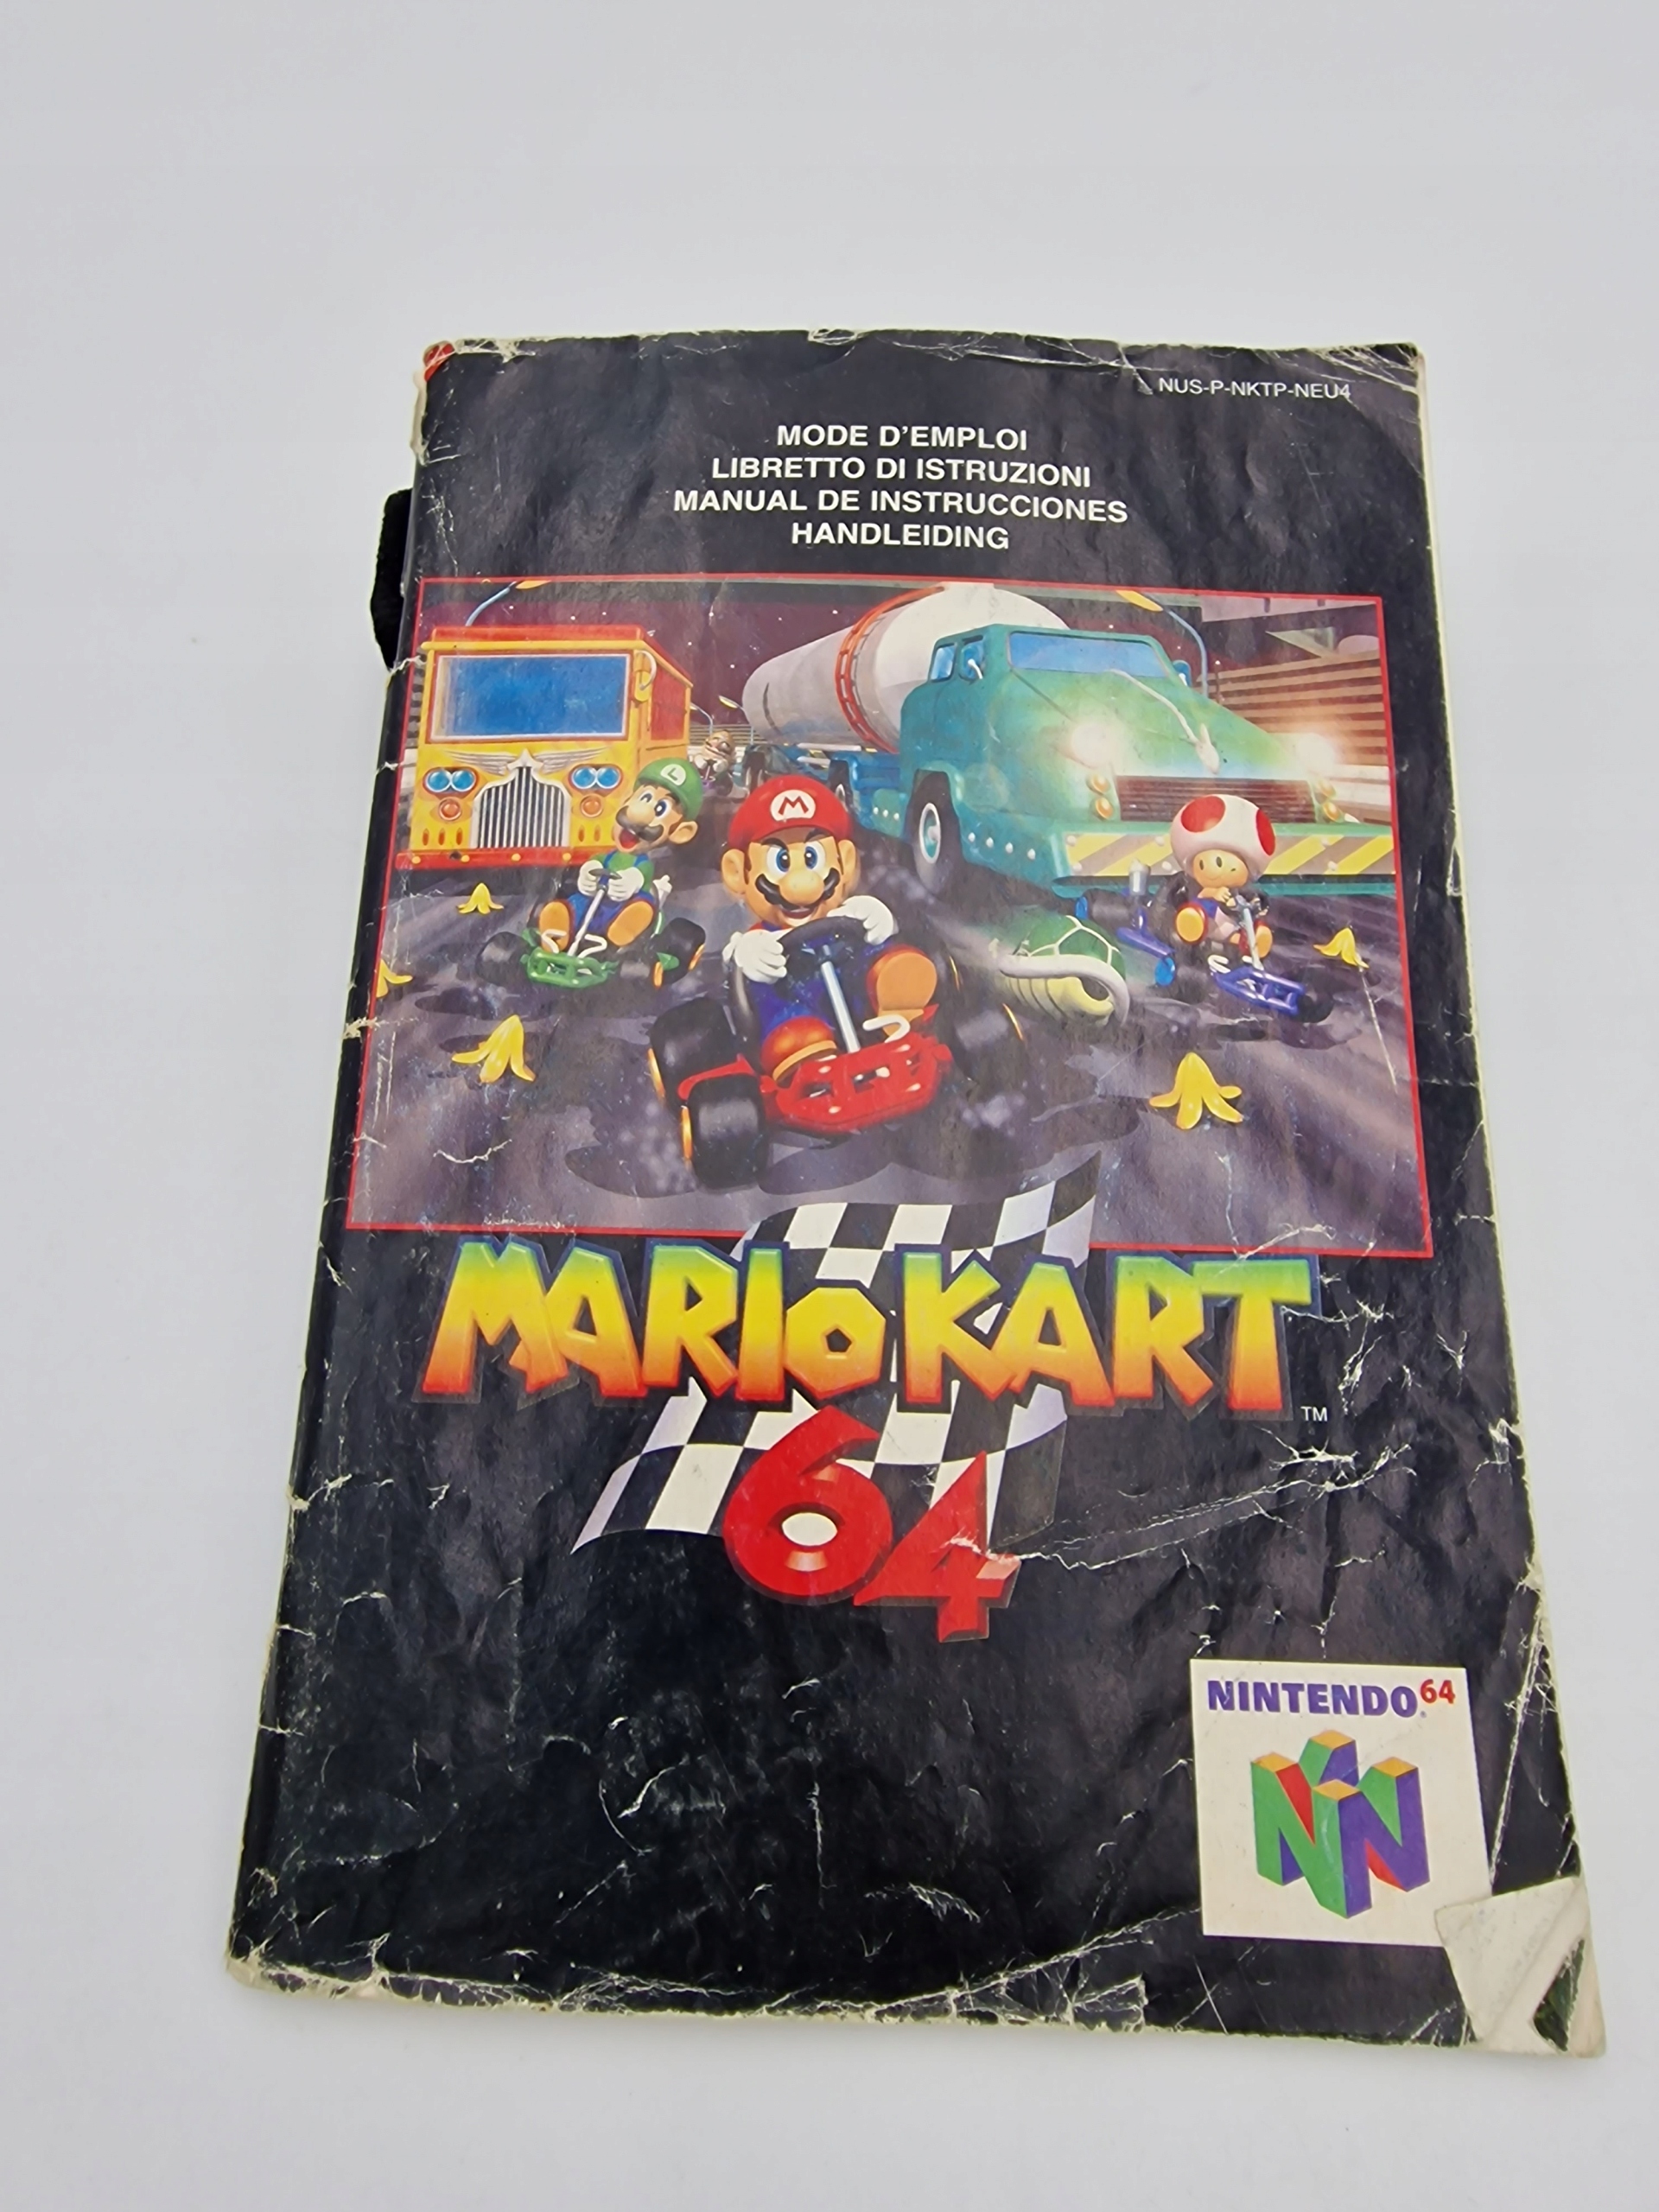 NUS-P-NKTP-NEU4
MODE D'EMPLOI
LIBRETTO DI ISTRUZIONI
MANUAL DE INSTRUCCIONES
HANDLEIDING
L
M
MARIO KART
TM
64
NINTENDO 64